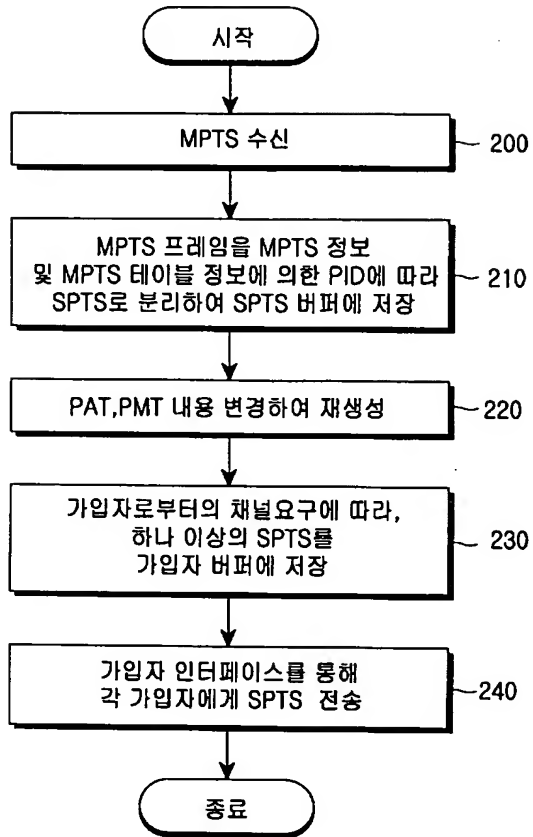 시작
MPTS 수신
200
MPTS 프레임을 MPTS 정보
및 MPTS 테이블 정보에 의한 PID에 따라
SPTS로 분리하여 SPTS 버퍼에 저장
210
PAT,PMT 내용 변경하여 재생성
220
가입자로부터의 채널요구에 따라,
하나 이상의 SPTS를
가입자 버퍼에 저장
230
가입자 인터페이스를 통해
각 가입자에게 SPTS 전송
240
종료